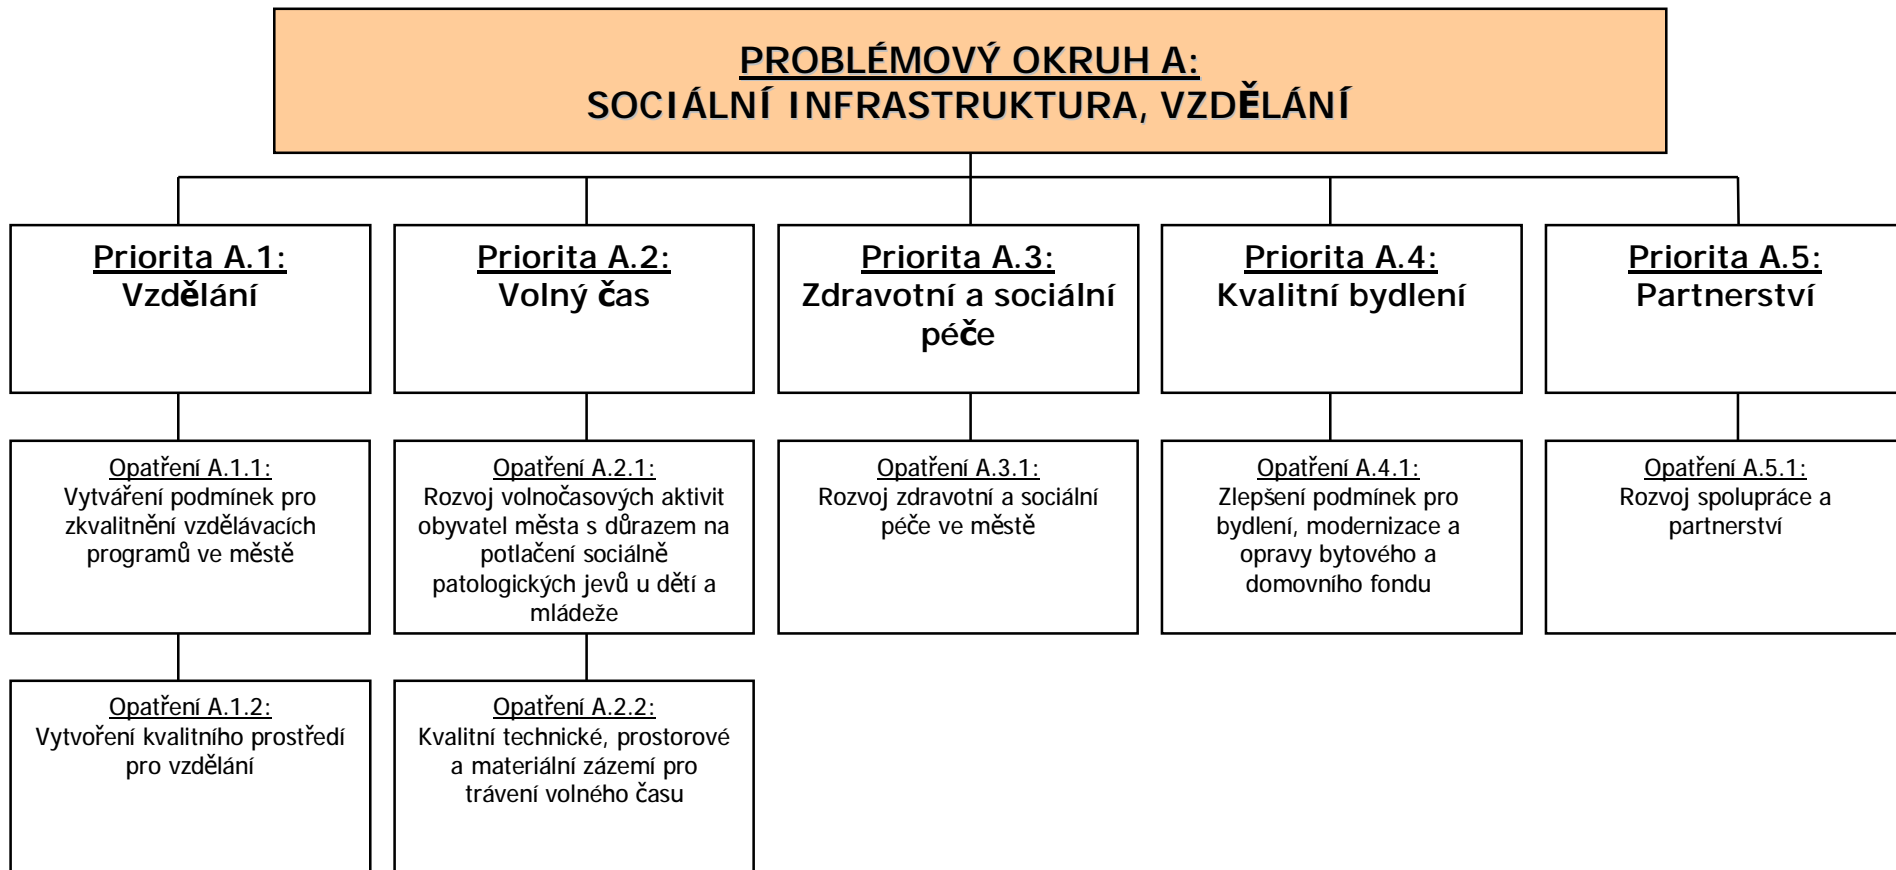 PROBLÉMOVÝ OKRUH A:
SOCIÁLNÍ INFRASTRUKTURA, VZDĚLÁNÍ
Priorita A.1:
Vzdělání
Priorita A.2:
Volný čas
Priorita A.3:
Zdravotní a sociální
péče
Priorita A.4:
Kvalitní bydlení
Priorita A.5:
Partnerství
Opatření A.1.1:
Vytváření podmínek pro
zkvalitnění vzdělávacích
programů ve městě
Opatření A.2.1:
Rozvoj volnočasových aktivit
obyvatel města s důrazem na
potlačení sociálně
patologických jevů u dětí a
mládeže
Opatření A.3.1:
Rozvoj zdravotní a sociální
péče ve městě
Opatření A.4.1:
Zlepšení podmínek pro
bydlení, modernizace a
opravy bytového a
domovního fondu
Opatření A.5.1:
Rozvoj spolupráce a
partnerství
Opatření A.1.2:
Vytvoření kvalitního prostředí
pro vzdělání
Opatření A.2.2:
Kvalitní technické, prostorové
a materiální zázemí pro
trávení volného času